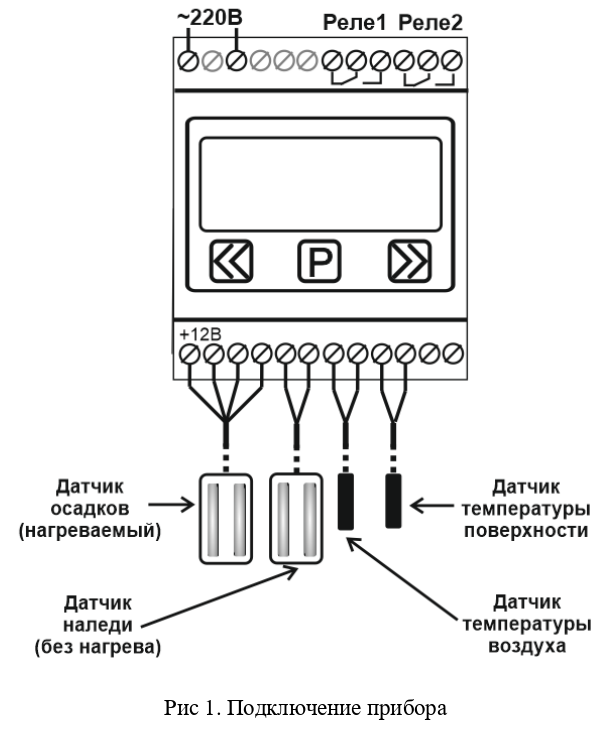 ~220В
Реле1 Реле2
P
+12В
Датчик
осадков
(нагреваемый)
Датчик
температуры
поверхности
Датчик
наледи
(без нагрева)
Датчик
температуры
воздуха
Рис 1. Подключение прибора